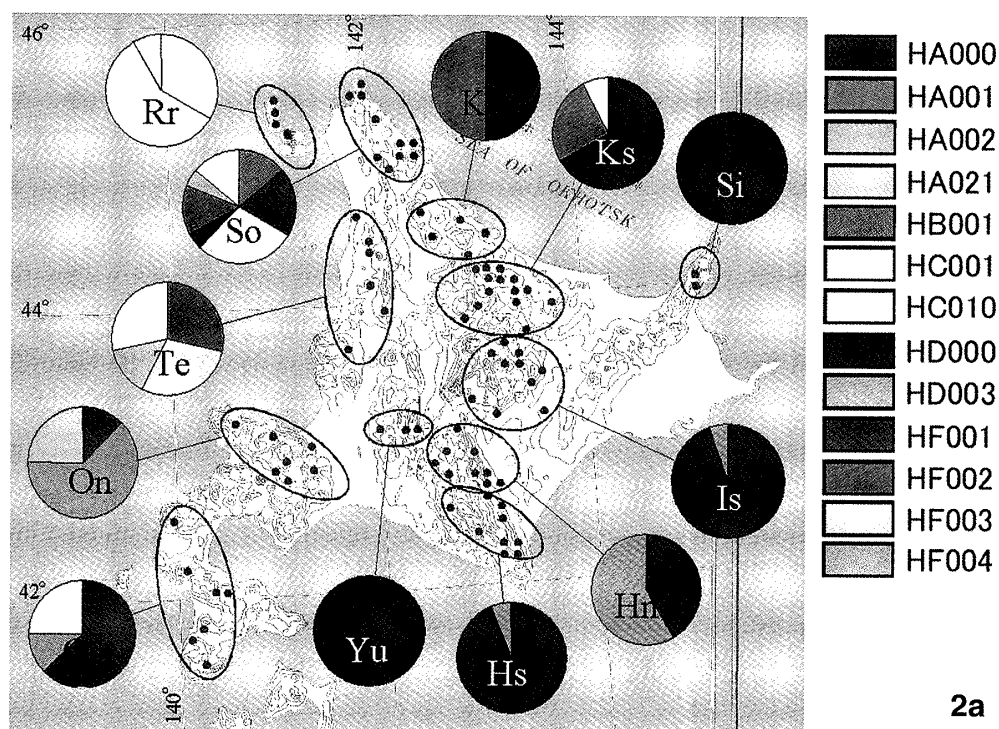 46°
142°
144°
Rr
K
Ks
Si
SEA OF OKHOTSK
So
44°
Te
On
Is
42°
Yu
Hs
Hn
140°
HA000
HA001
HA002
HA021
HB001
HC001
HC010
HD000
HD003
HF001
HF002
HF003
HF004
2a